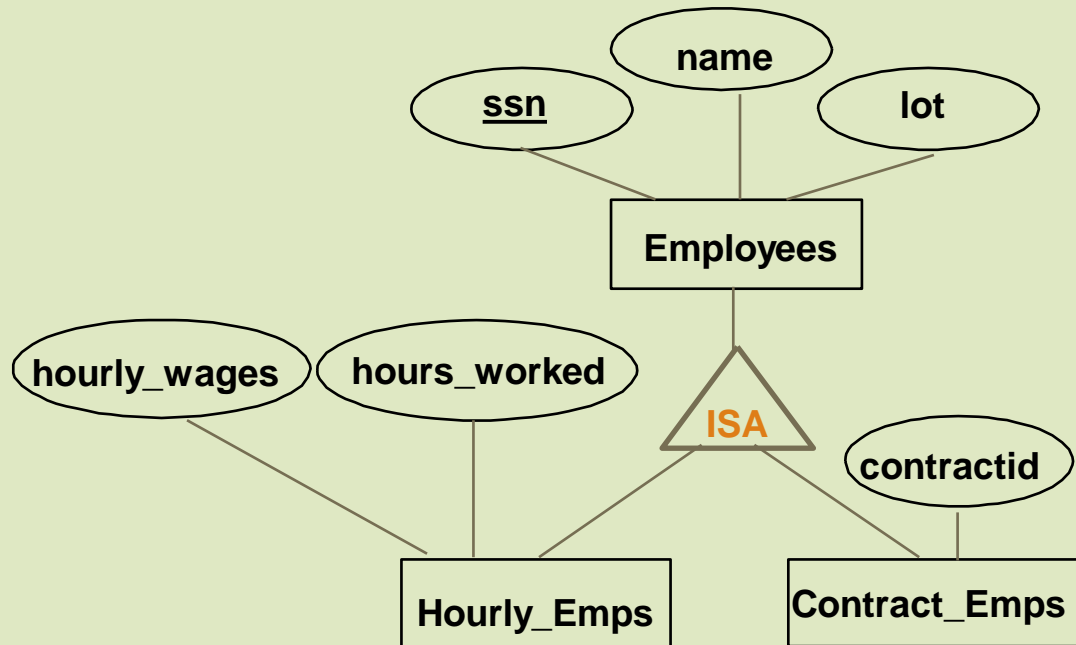 name
ssn
lot
Employees
hourly_wages
hours_worked
ISA
contractid
Hourly_Emps
Contract_Emps